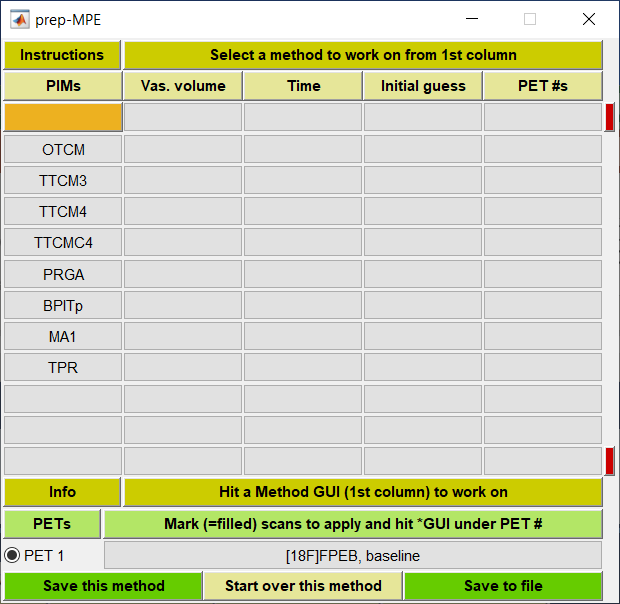 prep-MPE
Instructions Select a method to work on from 1st column
PIMs Vas. volume Time Initial guess PET #s
OTCM
TTCM3
TTCM4
TTCMC4
PRGA
BPITp
MA1
TPR
Info Hit a Method GUI (1st column) to work on
PETs Mark (=filled) scans to apply and hit *GUI under PET #
PET 1 [18F]FPEB, baseline
Save this method Start over this method Save to file